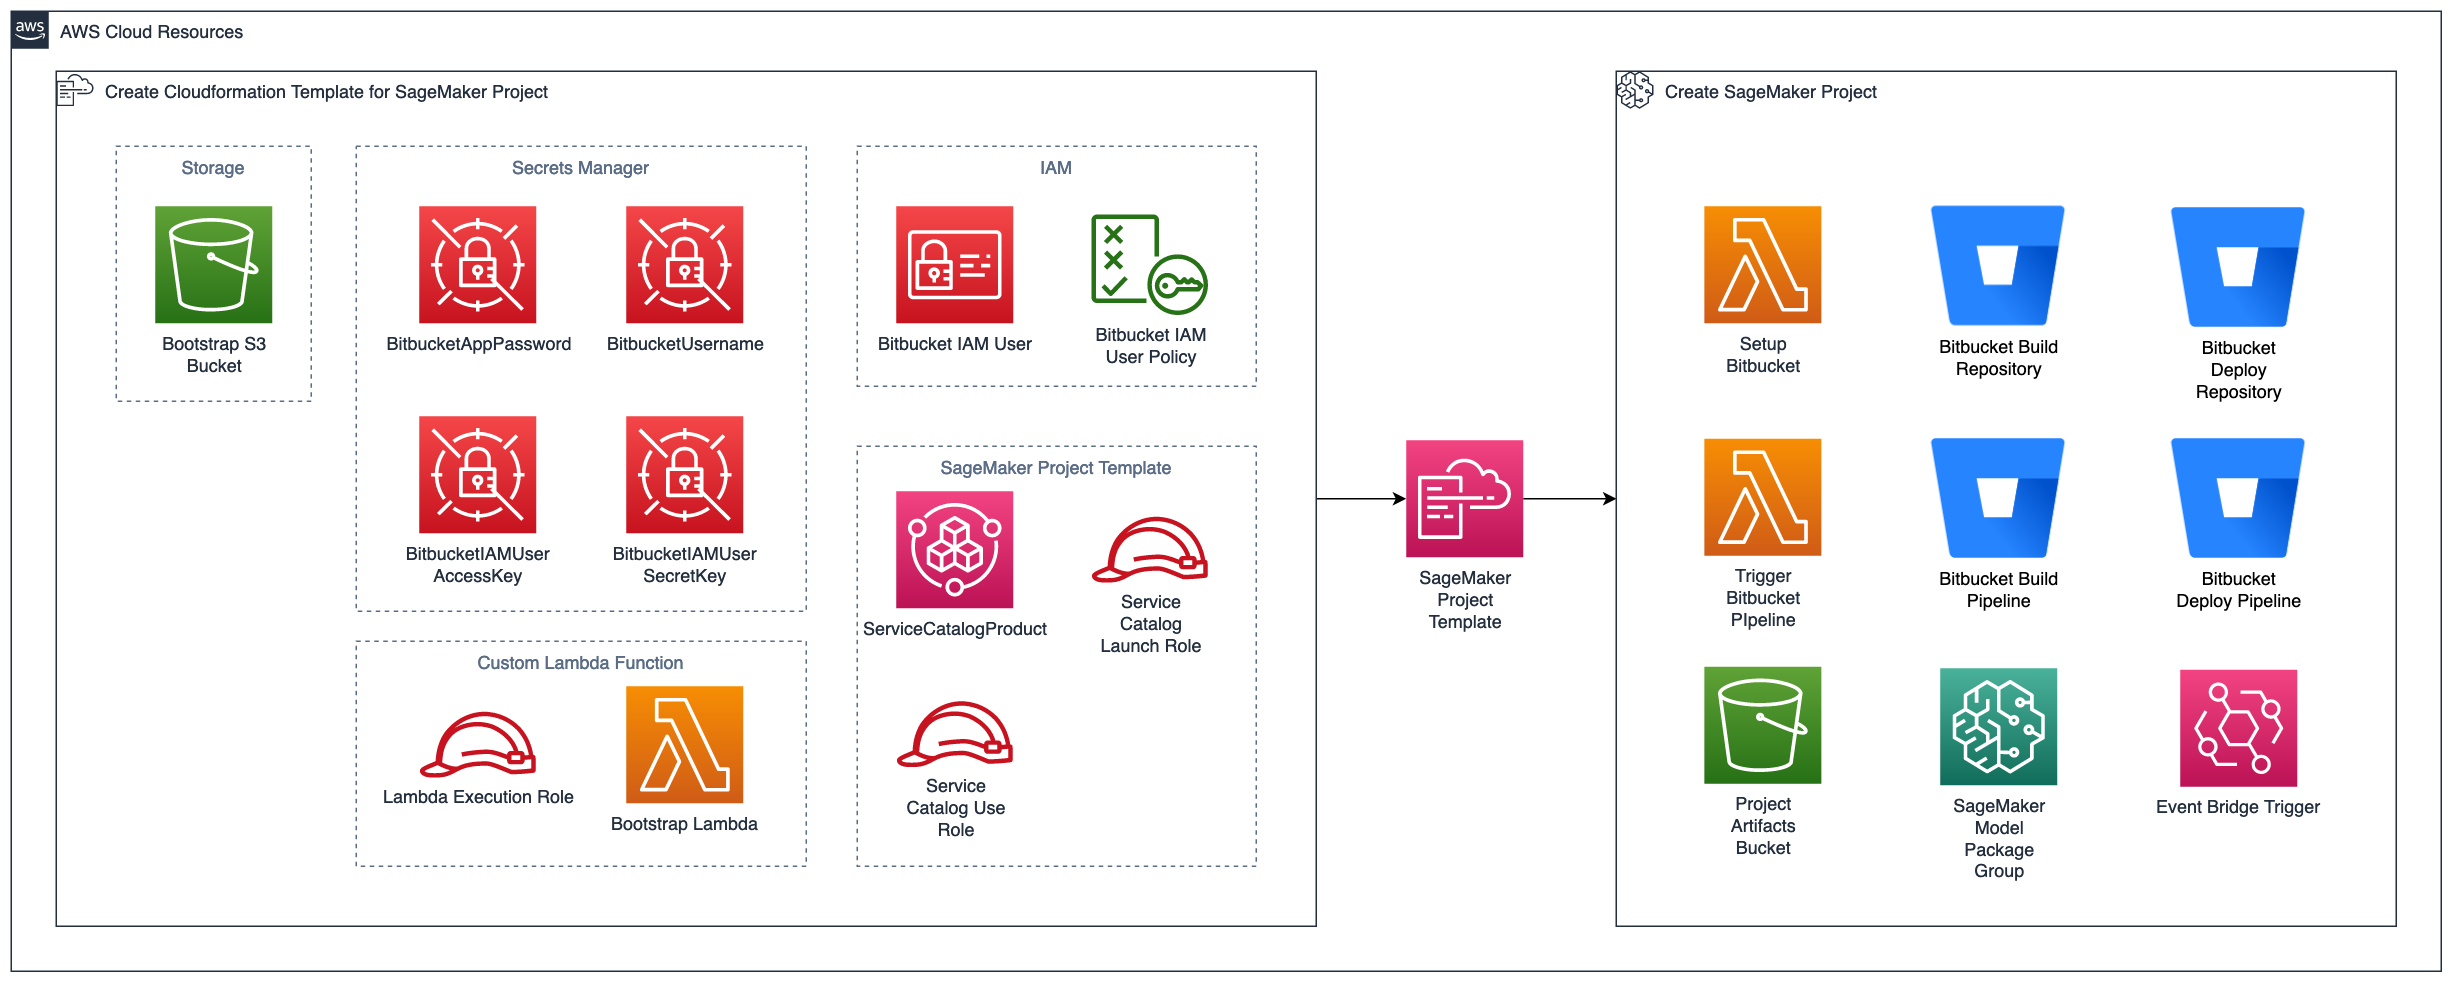 aws
AWS Cloud Resources
Create Cloudformation Template for SageMaker Project
Storage
Bootstrap S3
Bucket
Secrets Manager
BitbucketAppPassword
BitbucketUsername
BitbucketIAMUser
AccessKey
BitbucketIAMUser
SecretKey
Custom Lambda Function
Lambda Execution Role
Bootstrap Lambda
IAM
Bitbucket IAM User
Bitbucket IAM
User Policy
SageMaker Project Template
ServiceCatalogProduct
Service
Catalog
Launch Role
Service
Catalog Use
Role
SageMaker
Project
Template
Create SageMaker Project
Setup
Bitbucket
Bitbucket Build
Repository
Bitbucket
Deploy
Repository
Trigger
Bitbucket
PIpeline
Bitbucket Build
Pipeline
Bitbucket
Deploy Pipeline
Project
Artifacts
Bucket
SageMaker
Model
Package
Group
Event Bridge Trigger